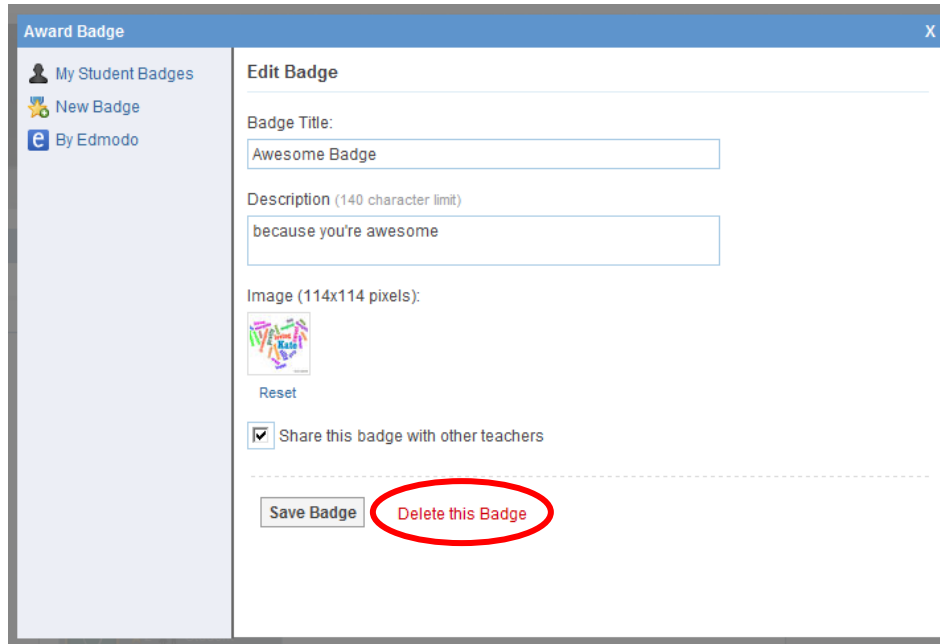 Award Badge X
My Student Badges
New Badge
e By Edmodo
Edit Badge
Badge Title:
Awesome Badge
Description (140 character limit)
because you're awesome
Image (114x114 pixels):
Kate
Reset
Share this badge with other teachers
Save Badge Delete this Badge